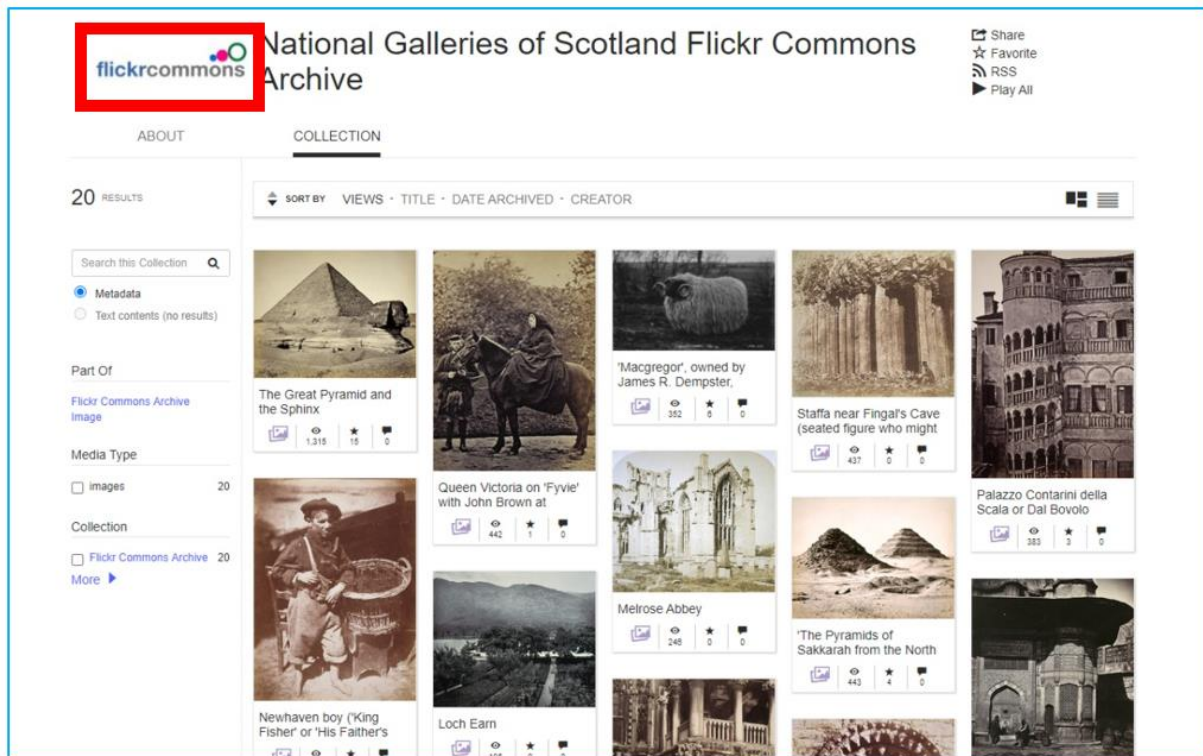 flickrcommons
National Galleries of Scotland Flickr Commons
Archive
Share
Favorite
RSS
Play All
ABOUT
COLLECTION
20 RESULTS
SORT BY VIEWS · TITLE · DATE ARCHIVED · CREATOR
Search this Collection
Metadata
Text contents (no results)
Part Of
Flickr Commons Archive
Image
Media Type
images 20
Collection
Flickr Commons Archive 20
More
The Great Pyramid and
the Sphinx
1,315 15 0
Newhaven boy ('King
Fisher' or 'His Faither's
Queen Victoria on 'Fyvie'
with John Brown at
442 1 0
Loch Earn
'Macgregor', owned by
James R. Dempster,
352 6 0
Melrose Abbey
248 0 0
Staffa near Fingal's Cave
(seated figure who might
437 0 0
'The Pyramids of
Sakkarah from the North
443 4 0
Palazzo Contarini della
Scala or Dal Bovolo
383 3 0